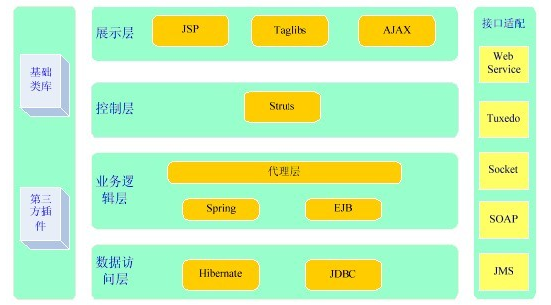 基础
类库
第三
方插
件
展示层
JSP
Taglibs
AJAX
控制层
Struts
业务逻
辑层
代理层
Spring
EJB
数据访
问层
Hibernate
JDBC
接口适配
Web
Service
Tuxedo
Socket
SOAP
JMS